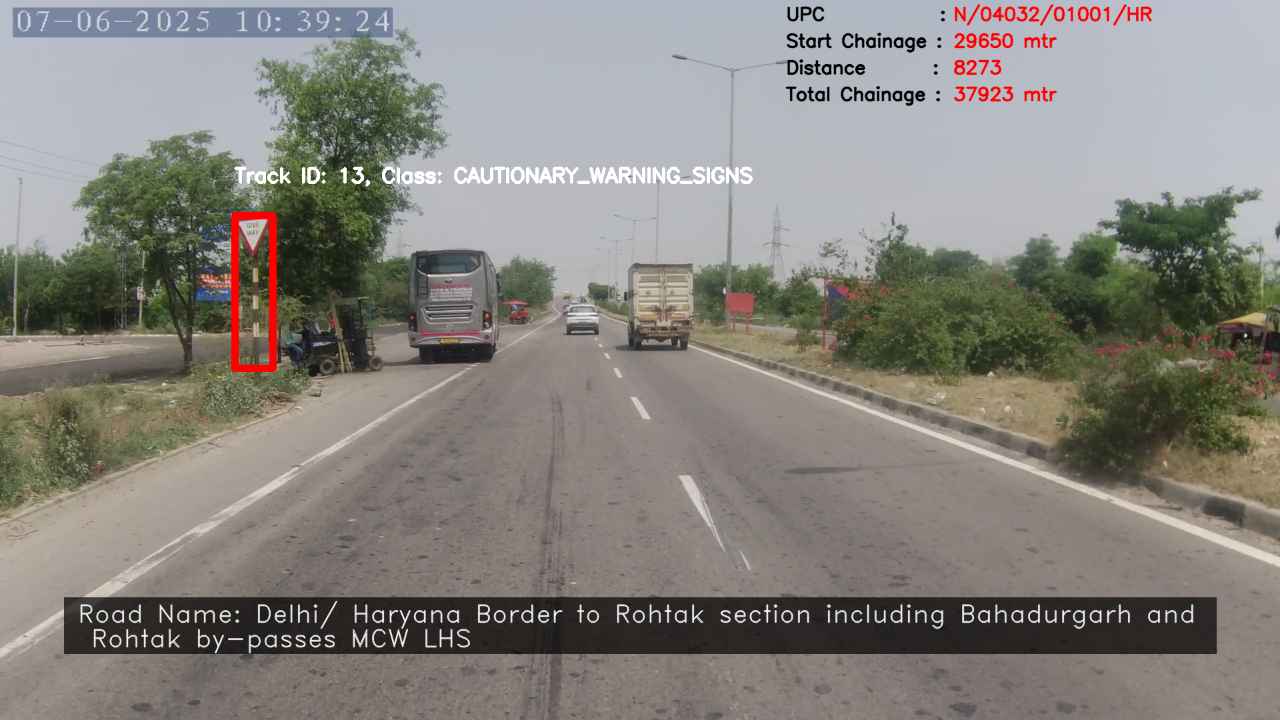 07-06-2025 10:39:24
UPC : N/04032/01001/HR
Start Chainage : 29650 mtr
Distance : 8273
Total Chainage : 37923 mtr
Track ID: 13, Class: CAUTIONARY_WARNING_SIGNS
GIVE
WAY
Road Name: Delhi/ Haryana Border to Rohtak section including Bahadurgarh and
Rohtak by-passes MCW LHS